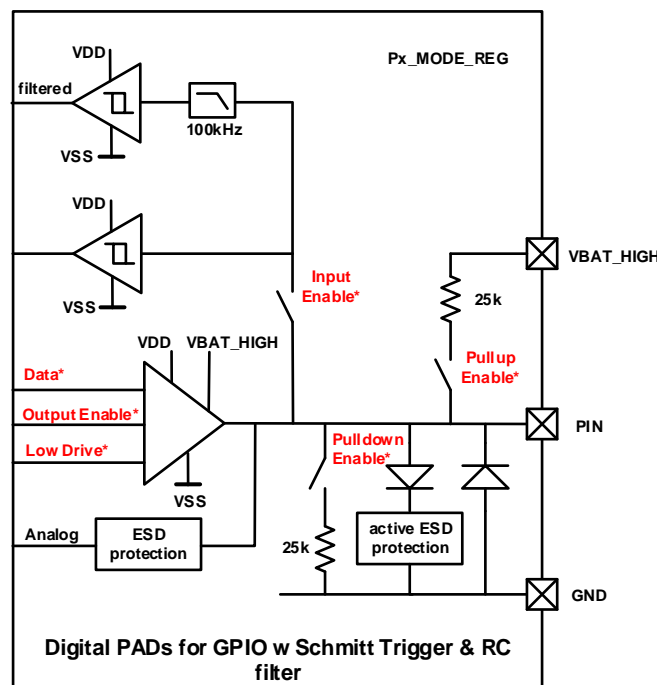 VDD
Px_MODE_REG
filtered
100kHz
VSS
VDD
VBAT_HIGH
Input
Enable*
25k
VSS
VDD
VBAT_HIGH
Pullup
Enable*
Data*
Output Enable*
PIN
Pulldown
Enable*
Low Drive*
VSS
Analog
ESD
protection
active ESD
protection
25k
GND
Digital PADs for GPIO w Schmitt Trigger & RC
filter